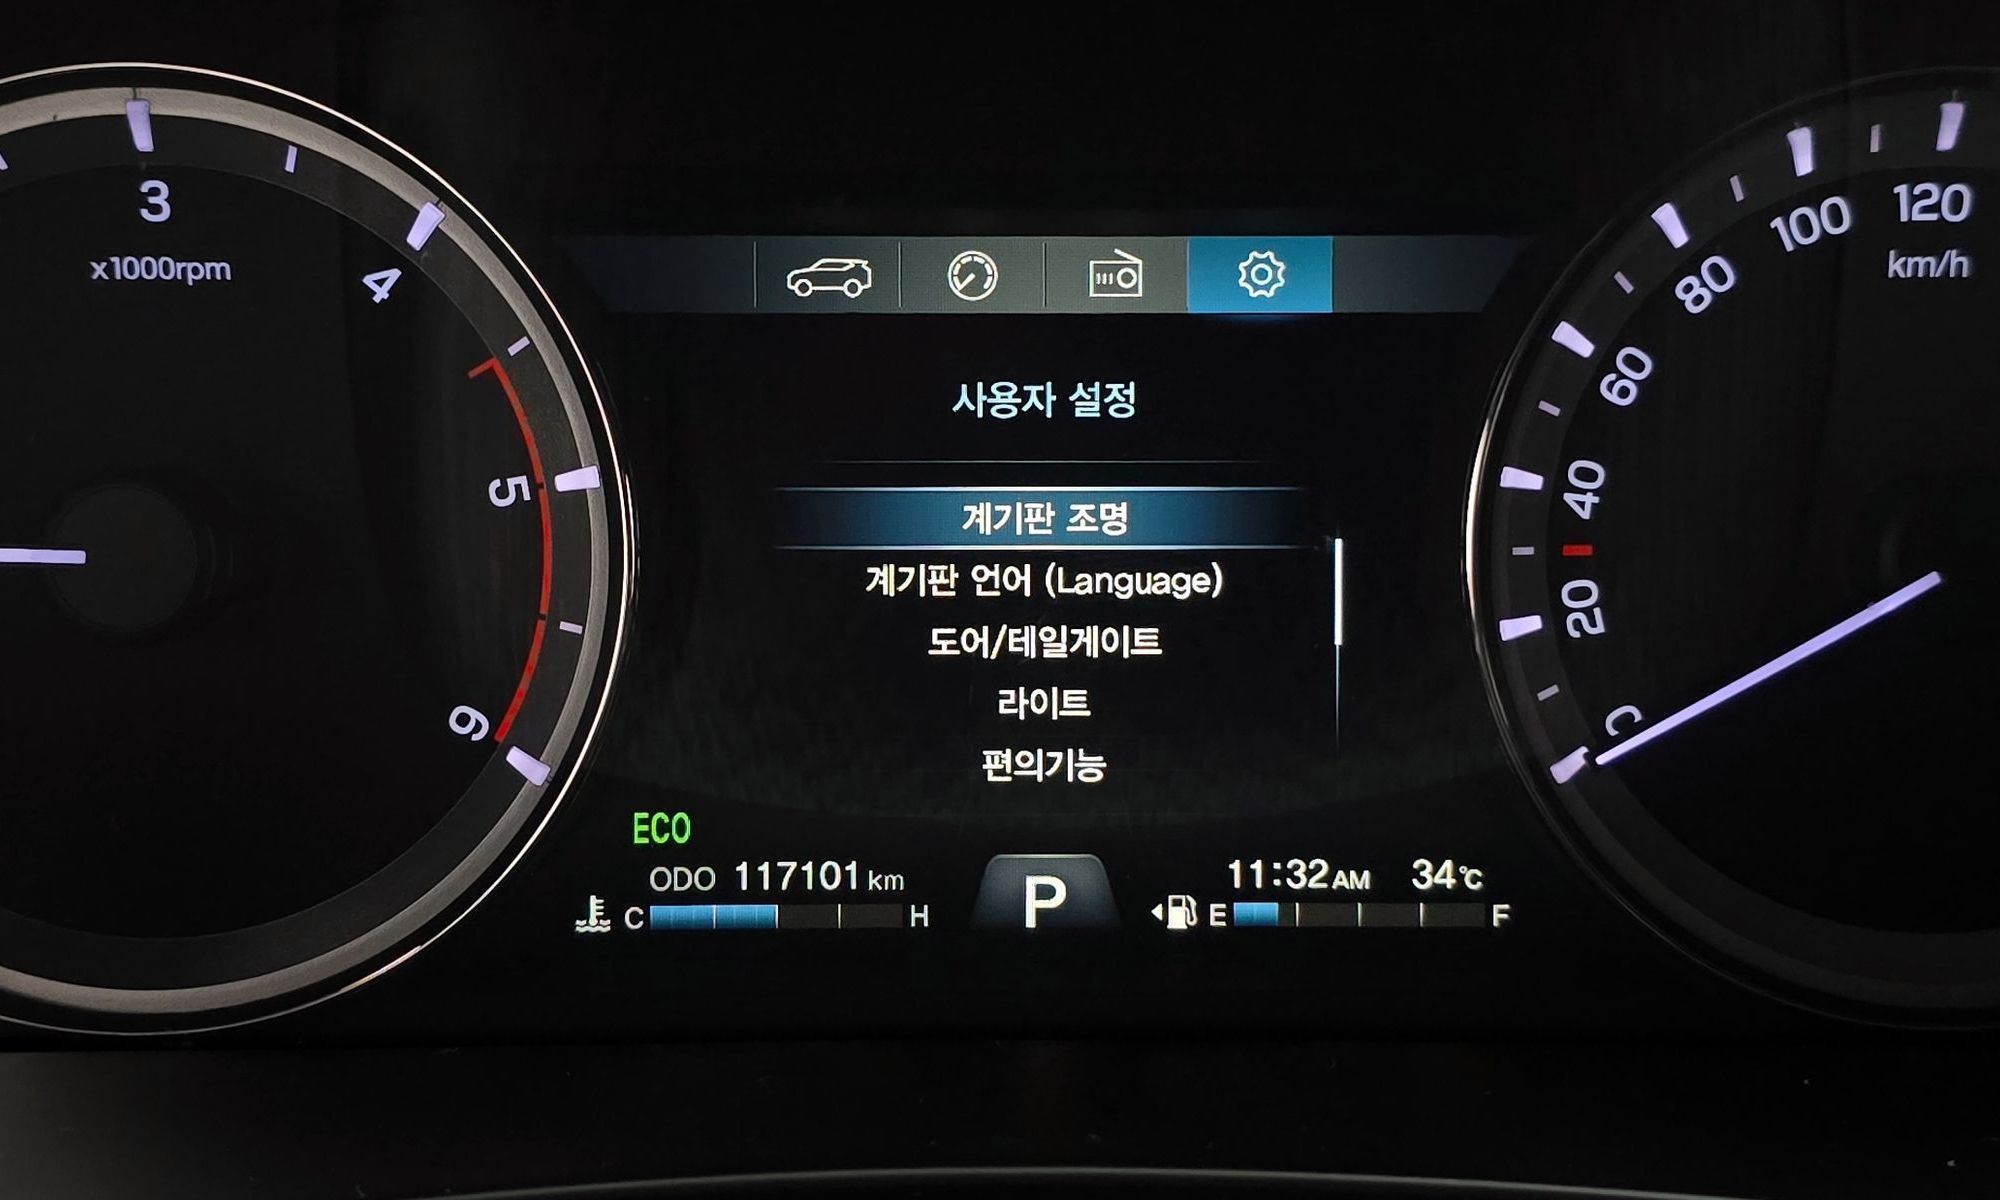 3
x1000rpm
4
5
6
사용자 설정
계기판 조명
계기판 언어 (Language)
도어/테일게이트
라이트
편의기능
120
100
km/h
80
60
40
20
0
ECO
ODO 117101 km
11:32 AM 34℃
C H
P
E F